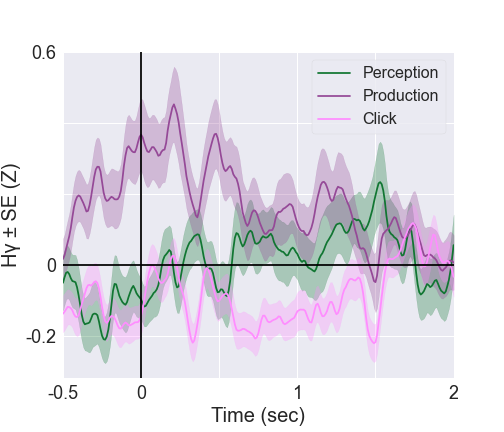 0.6
Perception
Production
Click
Hγ ± SE (Z)
0
-0.2
-0.5
0
1
2
Time (sec)